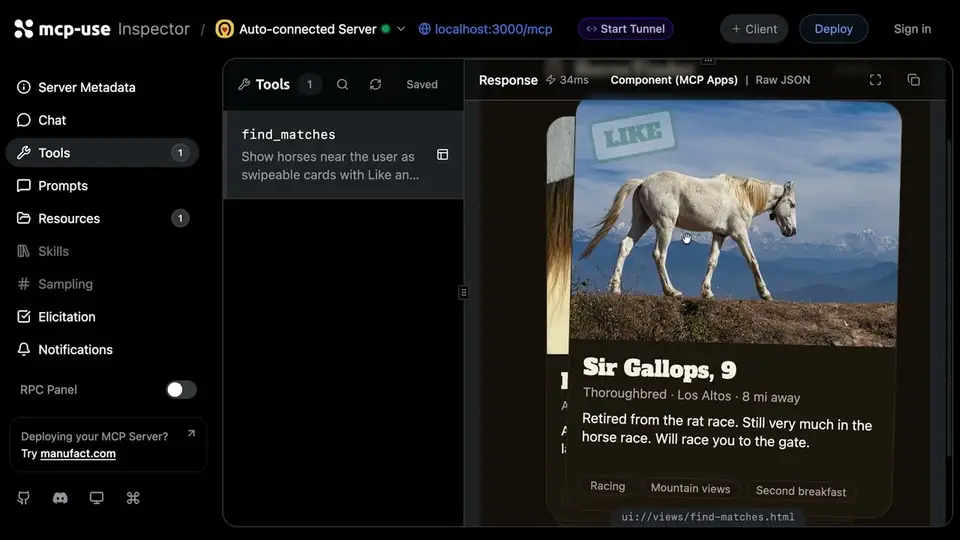 mcp-use Inspector / Auto-connected Server localhost:3000/mcp <> Start Tunnel + Client Deploy Sign in
Server Metadata
Chat
Tools 1
Prompts
Resources 1
Skills
Sampling
Elicitation
Notifications
RPC Panel
Deploying your MCP Server?
Try manufact.com
Tools 1 Saved
find_matches
Show horses near the user as
swipeable cards with Like an...
Response 34ms Component (MCP Apps) | Raw JSON
LIKE
Sir Gallops, 9
Thoroughbred · Los Altos · 8 mi away
Retired from the rat race. Still very much in the
horse race. Will race you to the gate.
Racing Mountain views Second breakfast
ui://views/find-matches.html